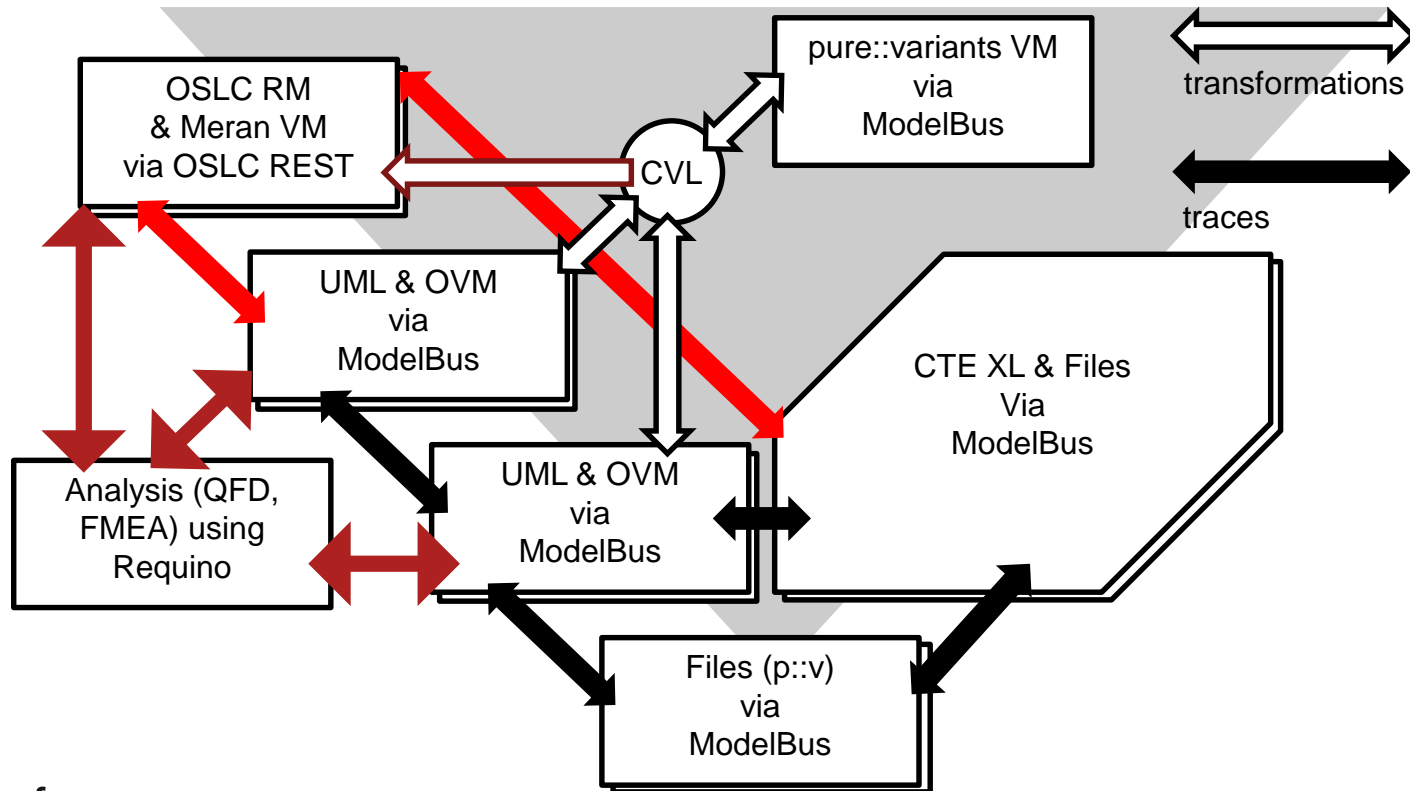 pure::variants VM
via
ModelBus
transformations
OSLC RM
& Meran VM
via OSLC REST
CVL
traces
UML & OVM
via
ModelBus
CTE XL & Files
Via
ModelBus
UML & OVM
via
ModelBus
Analysis (QFD,
FMEA) using
Requino
Files (p::v)
via
ModelBus